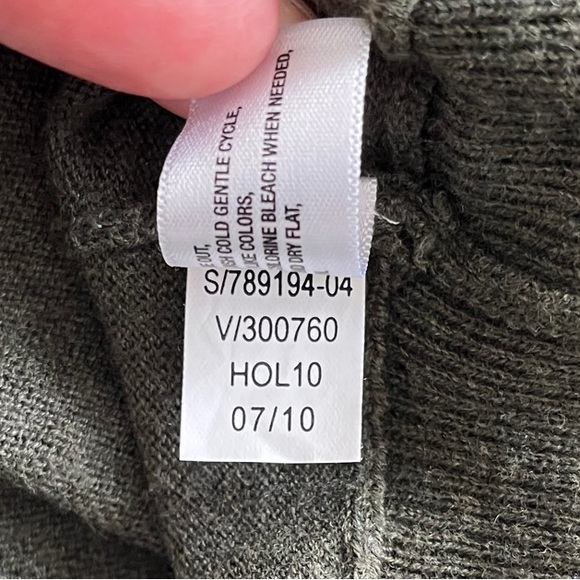 OUT,
COLD GENTLE CYCLE,
COLORS,
BLEACH WHEN NEEDED,
DRY FLAT,
S/789194-04
V/300760
HOL10
07/10